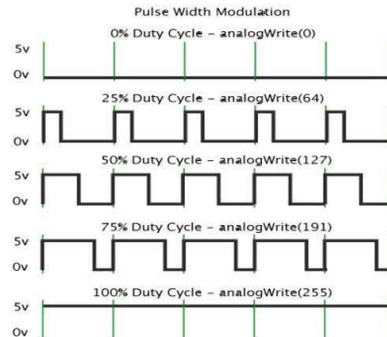 Pulse Width Modulation
0% Duty Cycle – analogWrite(0)
5v
0v
25% Duty Cycle – analogWrite(64)
5v
0v
50% Duty Cycle – analogWrite(127)
5v
0v
75% Duty Cycle – analogWrite(191)
5v
0v
100% Duty Cycle – analogWrite(255)
5v
0v